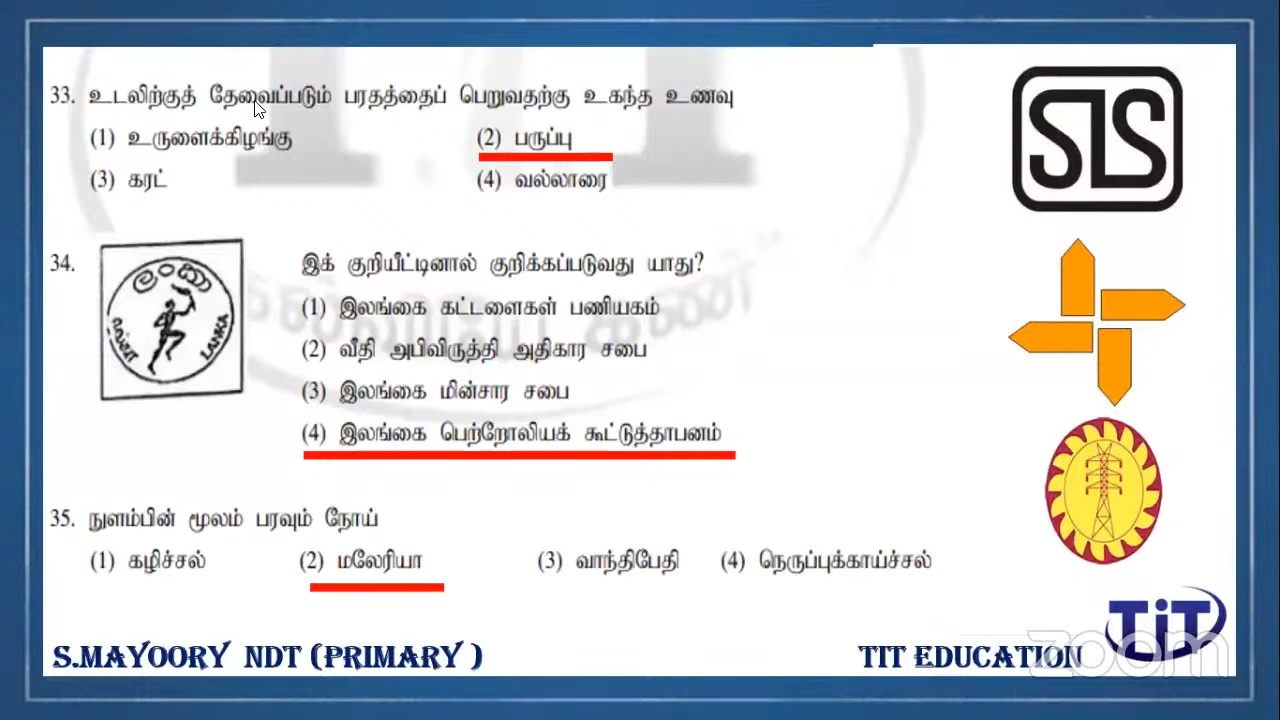 33. உடலிற்குத் தேவைப்படும் பரதத்தைப் பெறுவதற்கு உகந்த உணவு
(1) உருளைக்கிழங்கு (2) பருப்பு
(3) கரட் (4) வல்லாரை
34. இக் குறியீட்டினால் குறிக்கப்படுவது யாது?
(1) இலங்கை கட்டளைகள் பணியகம்
(2) வீதி அபிவிருத்தி அதிகார சபை
(3) இலங்கை மின்சார சபை
(4) இலங்கை பெற்றோலியக் கூட்டுத்தாபனம்
LANKA
35. நுளம்பின் மூலம் பரவும் நோய்
(1) கழிச்சல் (2) மலேரியா (3) வாந்திபேதி (4) நெருப்புக்காய்ச்சல்
SLS
TiT
S.MAYOORY NDT (PRIMARY )
TIT EDUCATION
zoom